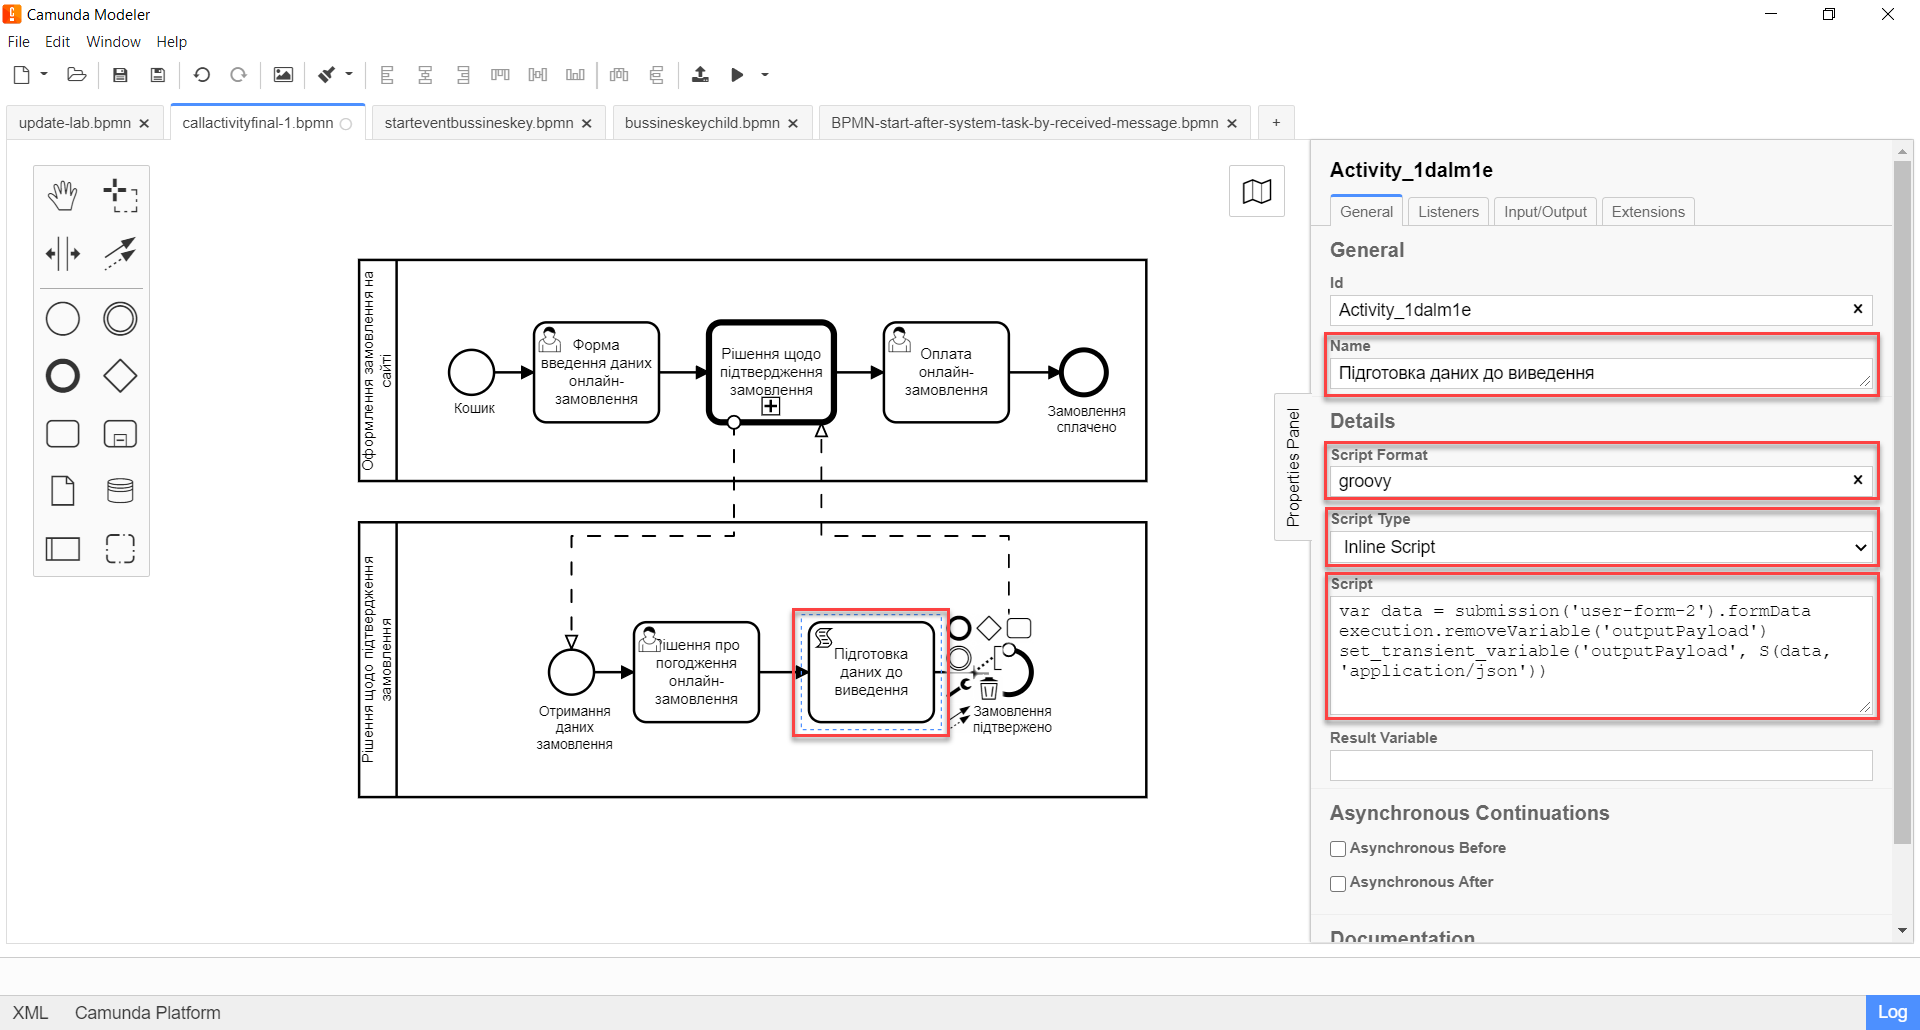 Camunda Modeler
File Edit Window Help
update-lab.bpmn
callactivityfinal-1.bpmn
starteventbussineskey.bpmn
bussineskeychild.bpmn
BPMN-start-after-system-task-by-received-message.bpmn
+
Оформлення замовлення на
сайті
Кошик
Форма
введення даних
онлайн-
замовлення
Рішення щодо
підтвердження
замовлення
Оплата
онлайн-
замовлення
Замовлення
сплачено
Рішення щодо підтвердження
замовлення
Отримання
даних
замовлення
ішення про
погодження
онлайн-
замовлення
Підготовка
даних до
виведення
Замовлення
підтвержено
Properties Panel
Activity_1dalm1e
General Listeners Input/Output Extensions
General
Id
Activity_1dalm1e
Name
Підготовка даних до виведення
Details
Script Format
groovy
Script Type
Inline Script
Script
var data = submission('user-form-2').formData
execution.removeVariable('outputPayload')
set_transient_variable('outputPayload', S(data,
'application/json'))
Result Variable
Asynchronous Continuations
Asynchronous Before
Asynchronous After
Documentation
XML Camunda Platform
Log